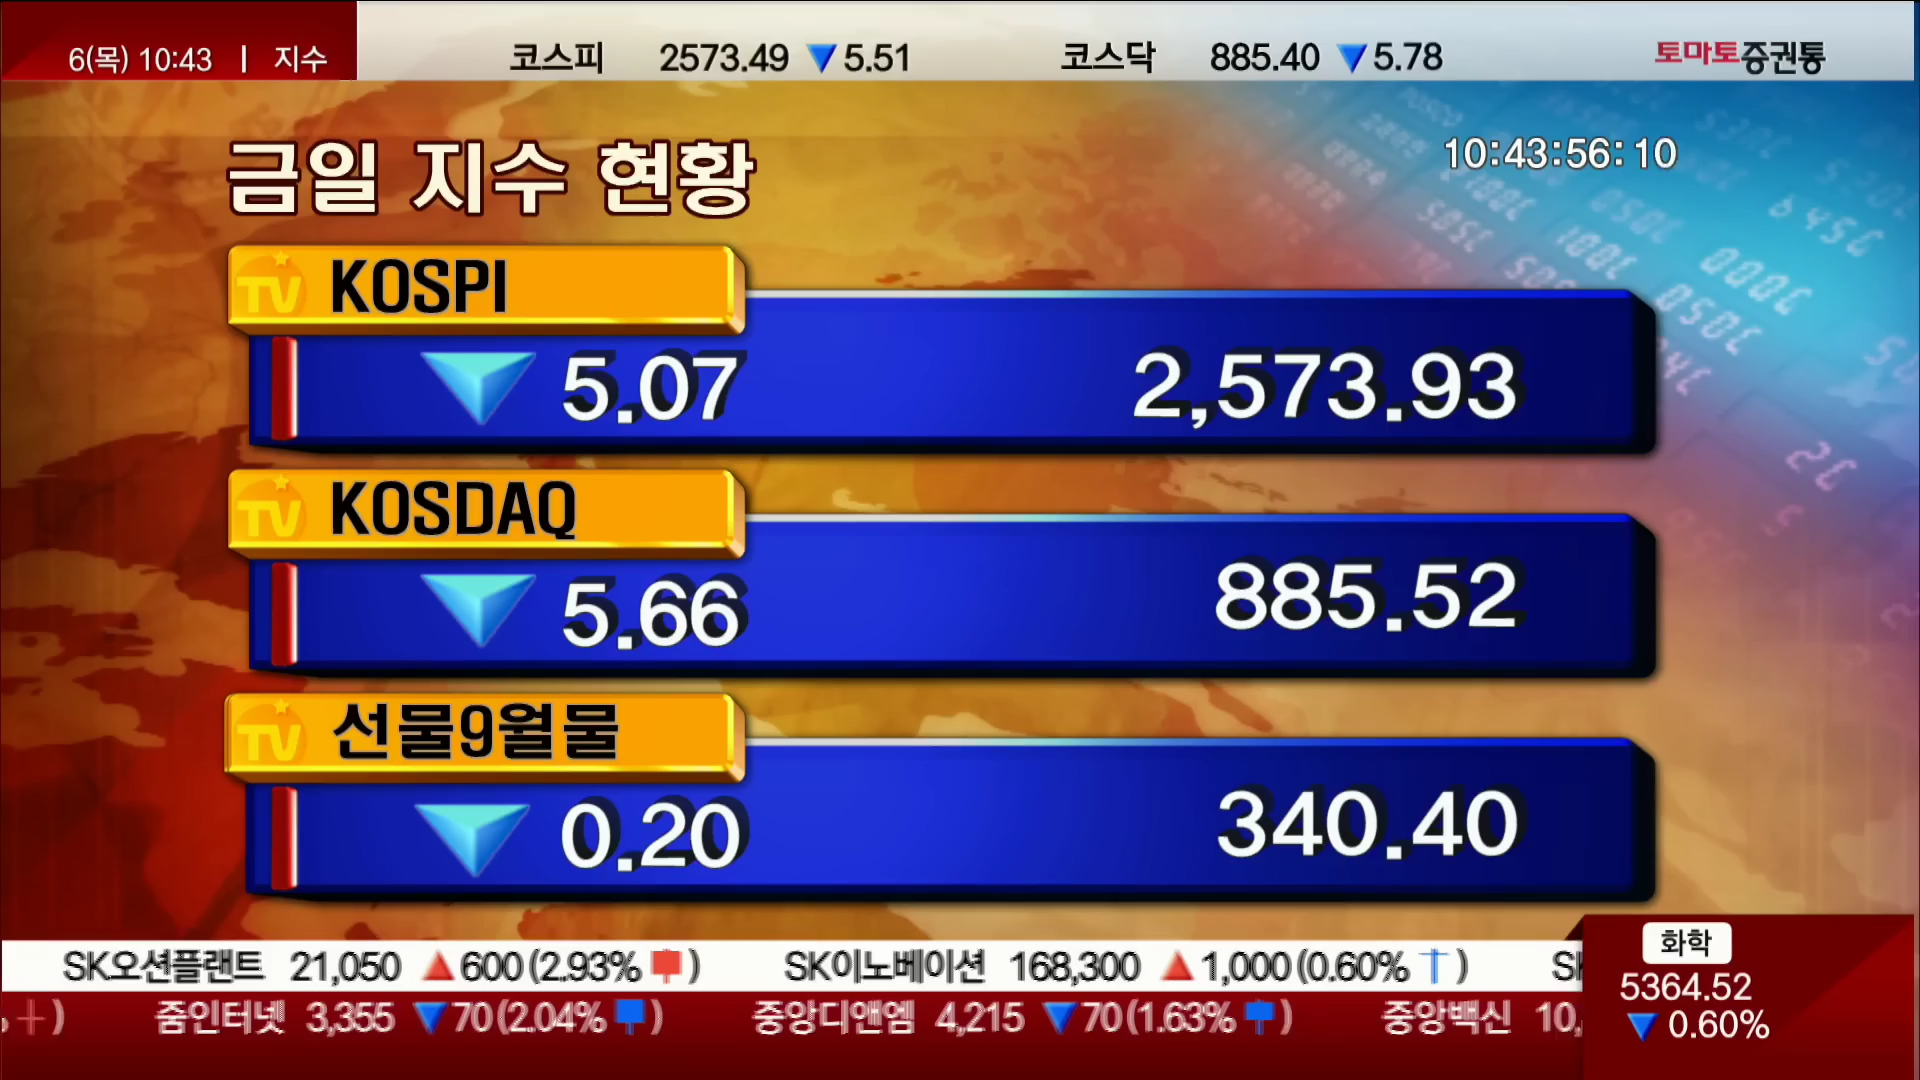 6(목) 10:43 | 지수 코스피 2573.49 ▼5.51 코스닥 885.40 ▼5.78 토마토증권통
금일 지수 현황 10:43:56:10
TV KOSPI
▼ 5.07 2,573.93
TV KOSDAQ
▼ 5.66 885.52
TV 선물9월물
▼ 0.20 340.40
SK오션플랜트 21,050 ▲600(2.93% ) SK이노베이션 168,300 ▲1,000(0.60% )
줌인터넷 3,355 ▼70(2.04% ) 중앙디앤엠 4,215 ▼70(1.63% ) 중앙백신 10,
화학
5364.52
▼ 0.60%